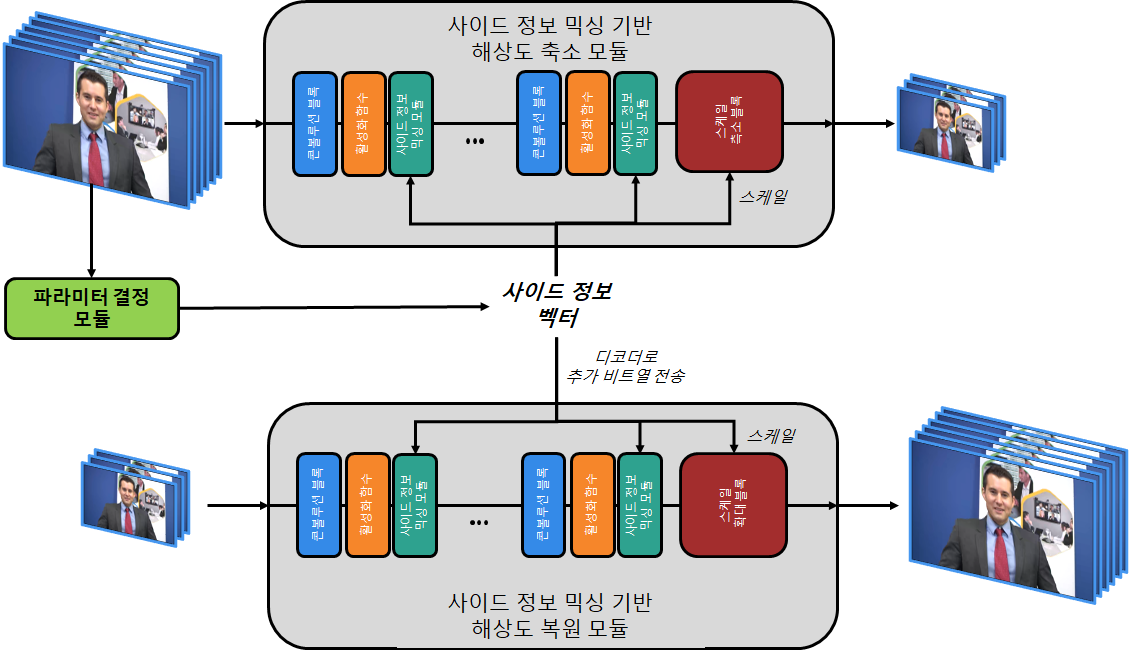 사이드 정보 믹싱 기반
해상도 축소 모듈
콘볼루션 블록
활성화 함수
사이드 정보
믹싱 모듈
...
콘볼루션 블록
활성화 함수
사이드 정보
믹싱 모듈
스케일
축소 블록
스케일
파라미터 결정
모듈
사이드 정보
벡터
디코더로
추가 비트열 전송
스케일
콘볼루션 블록
활성화 함수
사이드 정보
믹싱 모듈
...
콘볼루션 블록
활성화 함수
사이드 정보
믹싱 모듈
스케일
확대 블록
사이드 정보 믹싱 기반
해상도 복원 모듈